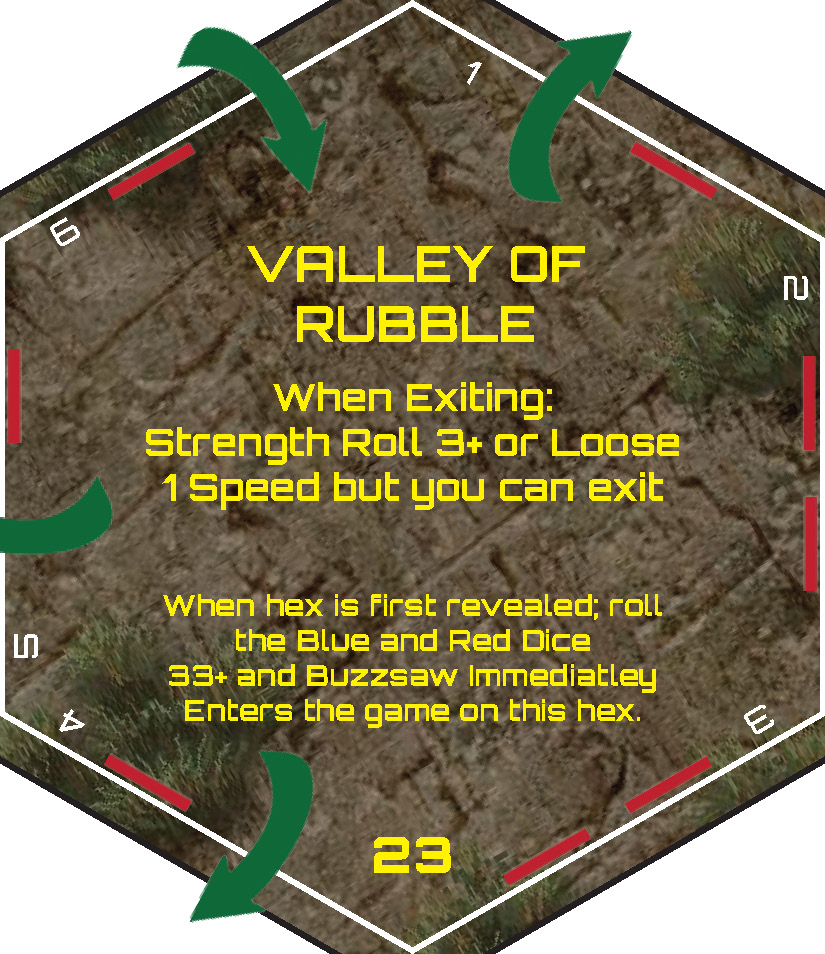 1
6
2
VALLEY OF
RUBBLE
When Exiting:
Strength Roll 3+ or Loose
1 Speed but you can exit
When hex is first revealed; roll
the Blue and Red Dice
33+ and Buzzsaw Immediatley
Enters the game on this hex.
5
4
3
23